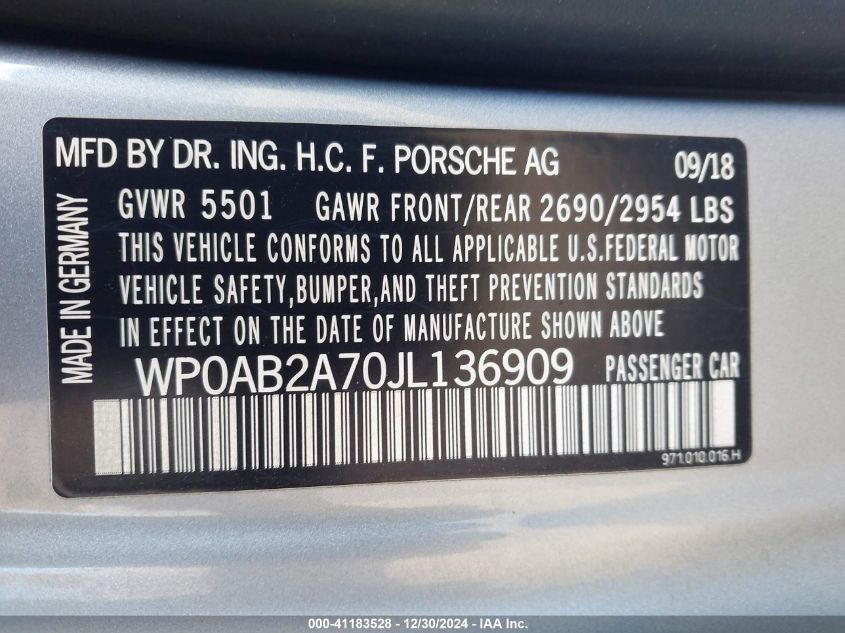 MFD BY DR. ING. H.C. F. PORSCHE AG 09/18
GVWR 5501 GAWR FRONT/REAR 2690/2954 LBS
THIS VEHICLE CONFORMS TO ALL APPLICABLE U.S.FEDERAL MOTOR
VEHICLE SAFETY,BUMPER,AND THEFT PREVENTION STANDARDS
IN EFFECT ON THE DATE OF MANUFACTURE SHOWN ABOVE
WP0AB2A70JL136909 PASSENGER CAR
MADE IN GERMANY
971.010.016.H
000-41183528 - 12/30/2024 - IAA Inc.